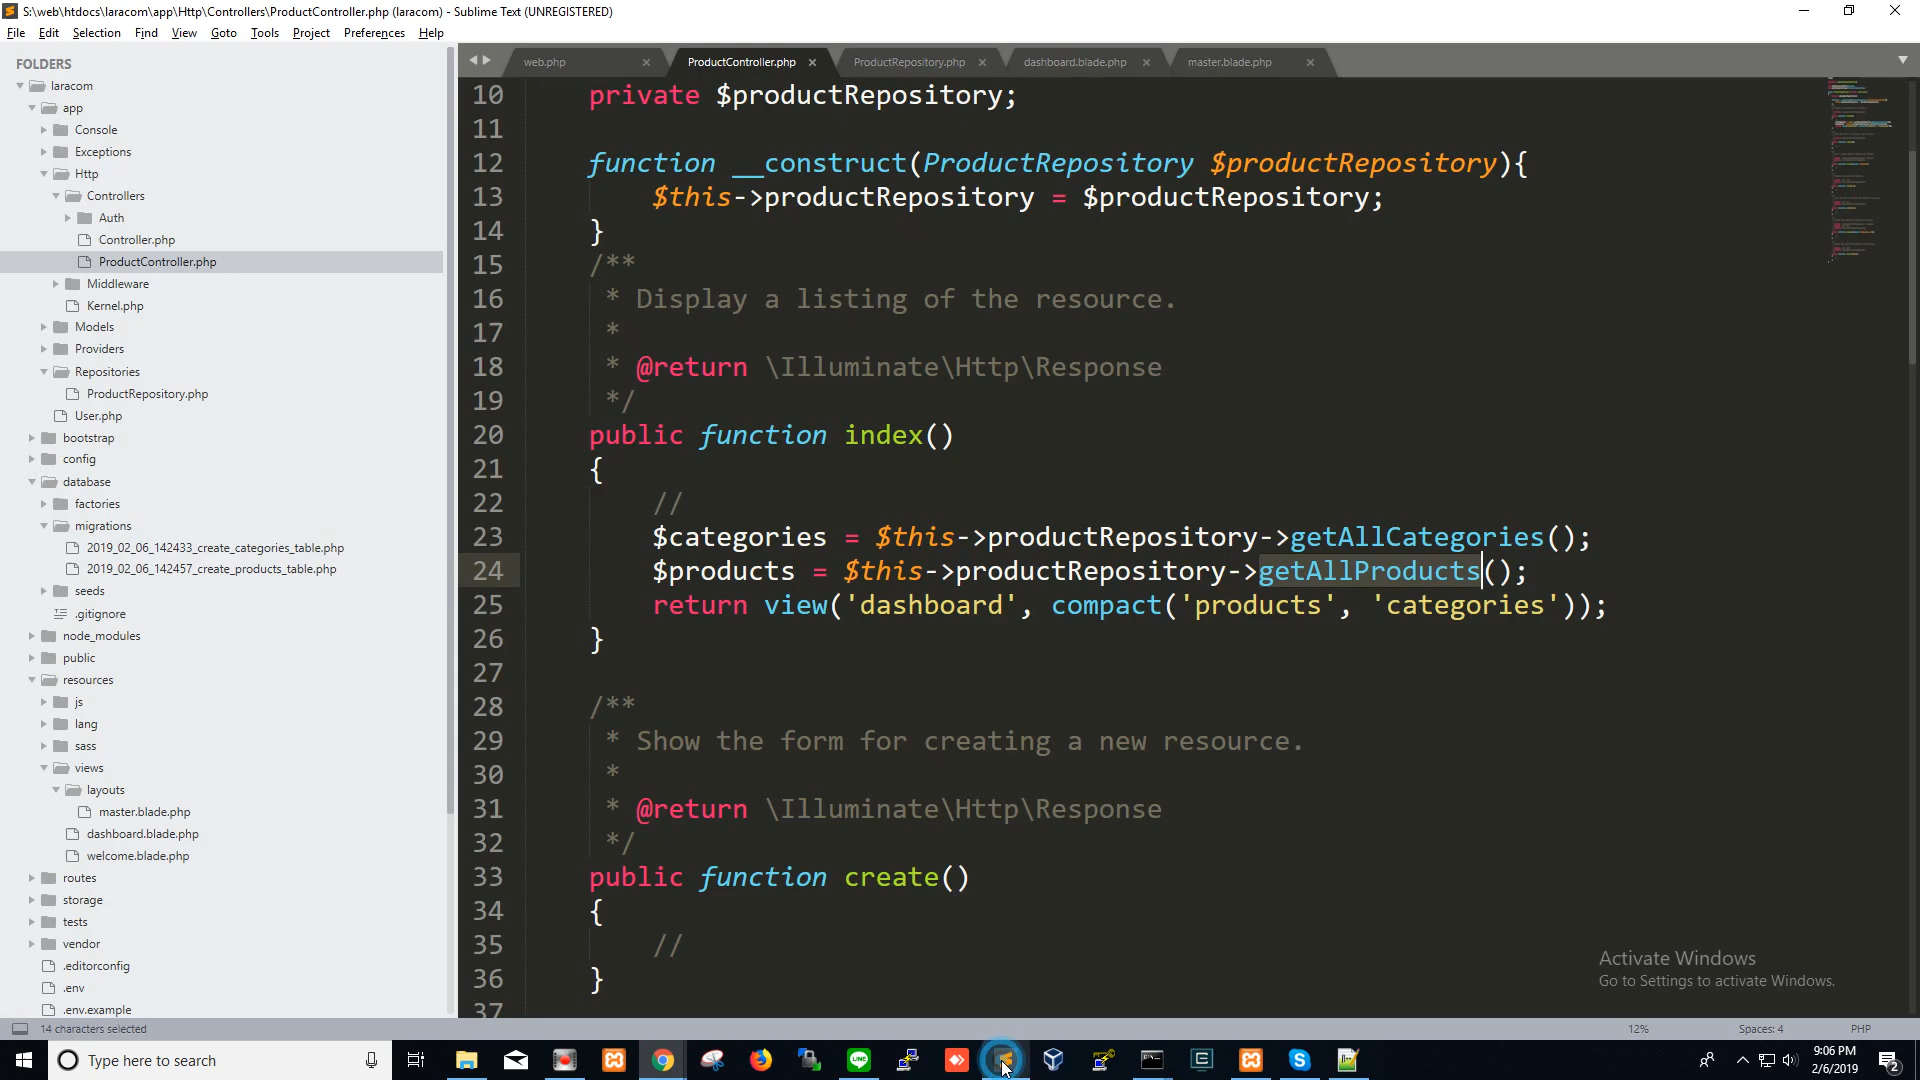 S:\web\htdocs\laracom\app\Http\Controllers\ProductController.php (laracom) - Sublime Text (UNREGISTERED)
File Edit Selection Find View Goto Tools Project Preferences Help
FOLDERS
laracom
app
Console
Exceptions
Http
Controllers
Auth
Controller.php
ProductController.php
Middleware
Kernel.php
Models
Providers
Repositories
ProductRepository.php
User.php
bootstrap
config
database
factories
migrations
2019_02_06_142433_create_categories_table.php
2019_02_06_142457_create_products_table.php
seeds
.gitignore
node_modules
public
resources
js
lang
sass
views
layouts
master.blade.php
dashboard.blade.php
welcome.blade.php
routes
storage
tests
vendor
.editorconfig
.env
.env.example
web.php ProductController.php ProductRepository.php dashboard.blade.php master.blade.php
10 private $productRepository;
11
12 function __construct(ProductRepository $productRepository){
13 $this->productRepository = $productRepository;
14 }
15 /**
16 * Display a listing of the resource.
17 *
18 * @return \Illuminate\Http\Response
19 */
20 public function index()
21 {
22 //
23 $categories = $this->productRepository->getAllCategories();
24 $products = $this->productRepository->getAllProducts();
25 return view('dashboard', compact('products', 'categories'));
26 }
27
28 /**
29 * Show the form for creating a new resource.
30 *
31 * @return \Illuminate\Http\Response
32 */
33 public function create()
34 {
35 //
36 }
37
Activate Windows
Go to Settings to activate Windows.
14 characters selected 12% Spaces: 4 PHP
Type here to search
9:06 PM
2/6/2019
2